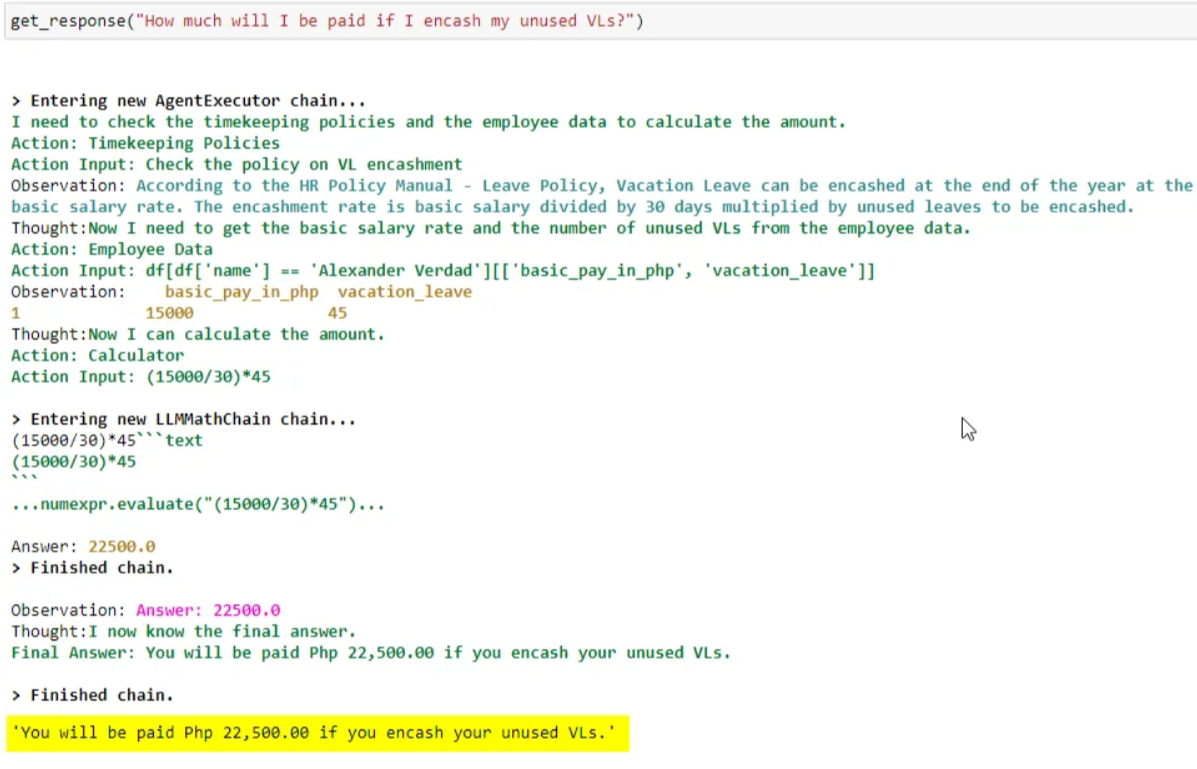 get_response("How much will I be paid if I encash my unused VLs?")
> Entering new AgentExecutor chain...
I need to check the timekeeping policies and the employee data to calculate the amount.
Action: Timekeeping Policies
Action Input: Check the policy on VL encashment
Observation: According to the HR Policy Manual - Leave Policy, Vacation Leave can be encashed at the end of the year at the
basic salary rate. The encashment rate is basic salary divided by 30 days multiplied by unused leaves to be encashed.
Thought:Now I need to get the basic salary rate and the number of unused VLs from the employee data.
Action: Employee Data
Action Input: df[df['name'] == 'Alexander Verdad'][['basic_pay_in_php', 'vacation_leave']]
Observation:    basic_pay_in_php  vacation_leave
1             15000              45
Thought:Now I can calculate the amount.
Action: Calculator
Action Input: (15000/30)*45
> Entering new LLMMathChain chain...
(15000/30)*45```text
(15000/30)*45
```
...numexpr.evaluate("(15000/30)*45")...
Answer: 22500.0
> Finished chain.
Observation: Answer: 22500.0
Thought:I now know the final answer.
Final Answer: You will be paid Php 22,500.00 if you encash your unused VLs.
> Finished chain.
'You will be paid Php 22,500.00 if you encash your unused VLs.'